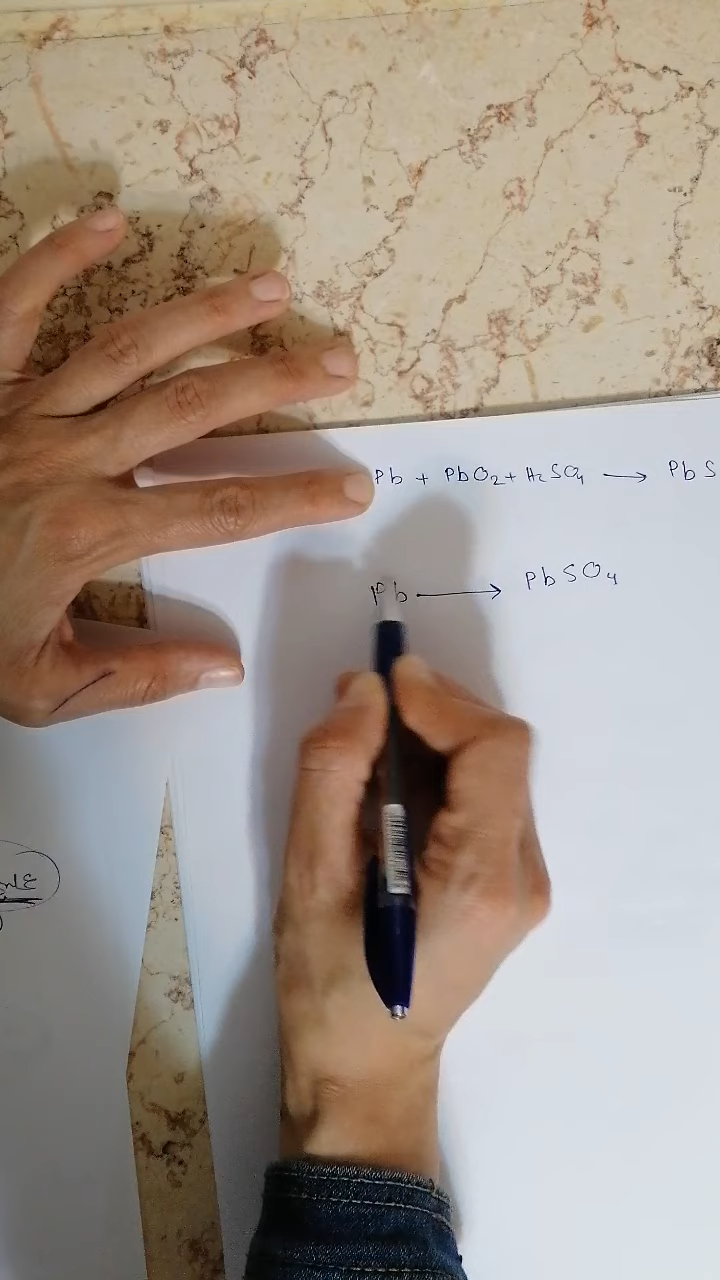 Pb + PbO₂ + H₂SO₄ → PbS
Pb → PbSO₄